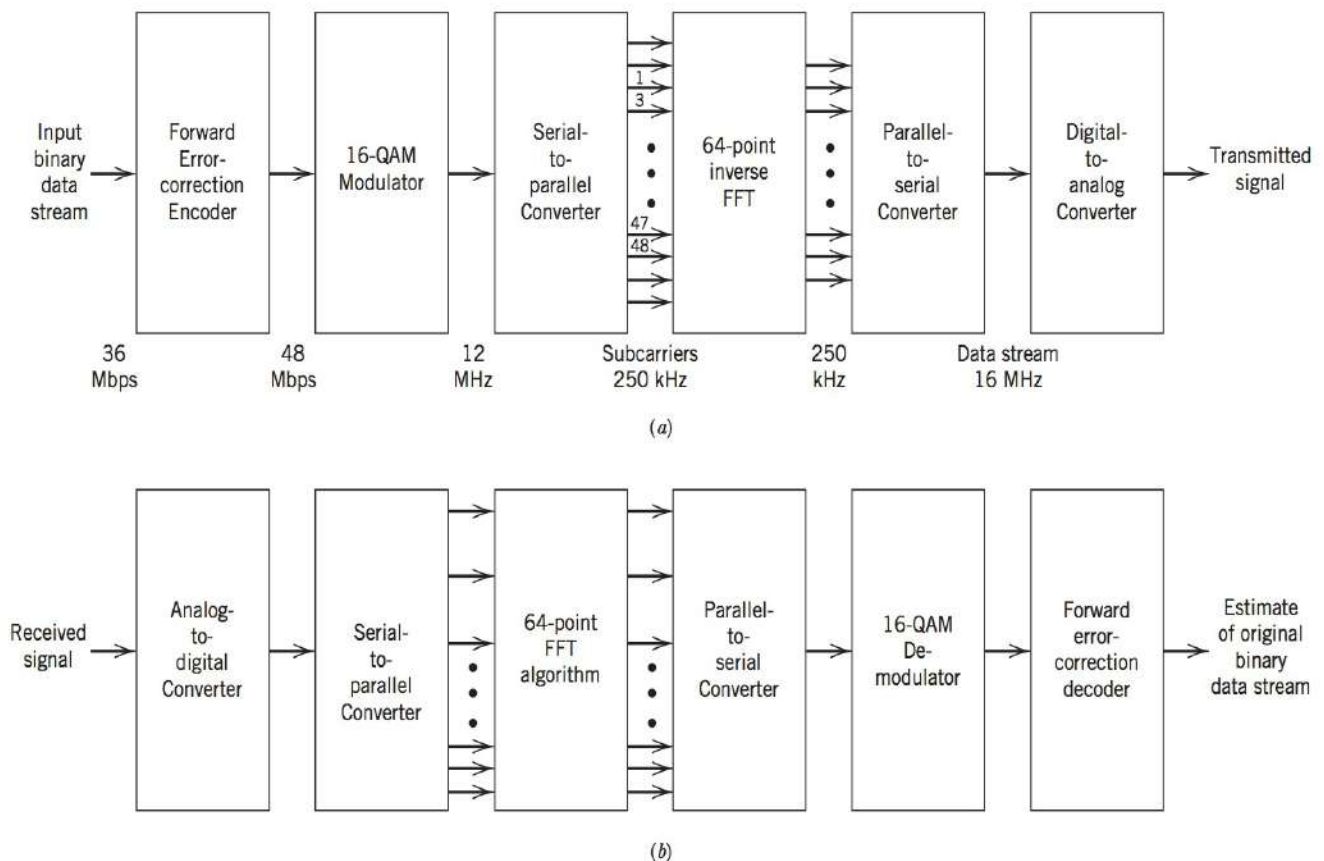 Input
binary
data
stream
Forward
Error-
correction
Encoder
16-QAM
Modulator
Serial-
to-
parallel
Converter
1
3
47
48
64-point
inverse
FFT
Parallel-
to-
serial
Converter
Digital-
to-
analog
Converter
Transmitted
signal
36
Mbps
48
Mbps
12
MHz
Subcarriers
250 kHz
250
kHz
Data stream
16 MHz
(a)
Received
signal
Analog-
to-
digital
Converter
Serial-
to-
parallel
Converter
64-point
FFT
algorithm
Parallel-
to-
serial
Converter
16-QAM
De-
modulator
Forward
error-
correction
decoder
Estimate
of original
binary
data stream
(b)